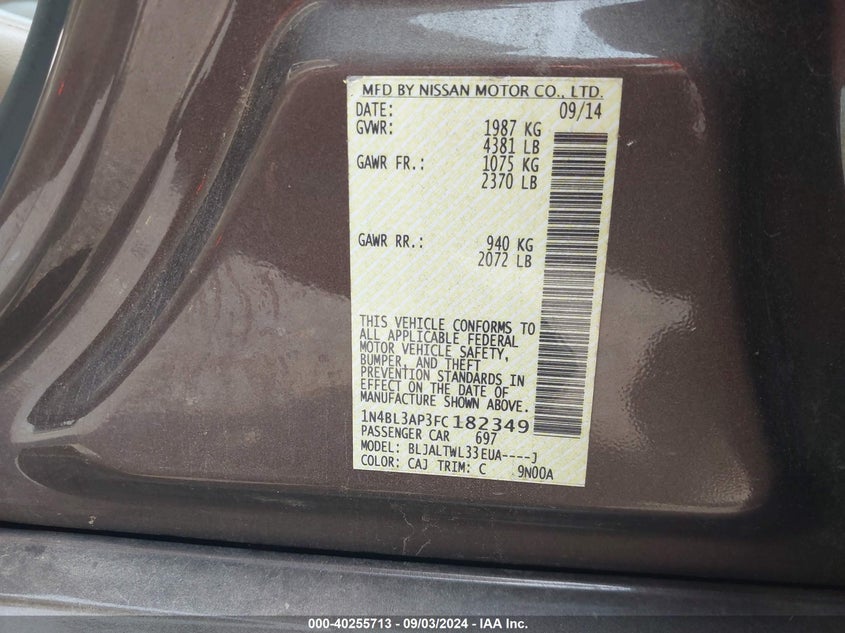 MFD BY NISSAN MOTOR CO., LTD.
DATE: 09/14
GVWR: 1987 KG
4381 LB
GAWR FR.: 1075 KG
2370 LB
GAWR RR.: 940 KG
2072 LB
THIS VEHICLE CONFORMS TO
ALL APPLICABLE FEDERAL
MOTOR VEHICLE SAFETY,
BUMPER, AND THEFT
PREVENTION STANDARDS IN
EFFECT ON THE DATE OF
MANUFACTURE SHOWN ABOVE.
1N4BL3AP3FC182349
PASSENGER CAR 697
MODEL: BLJALTWL33EUA----J
COLOR: CAJ TRIM: C 9N00A
000-40255713 - 09/03/2024 - IAA Inc.